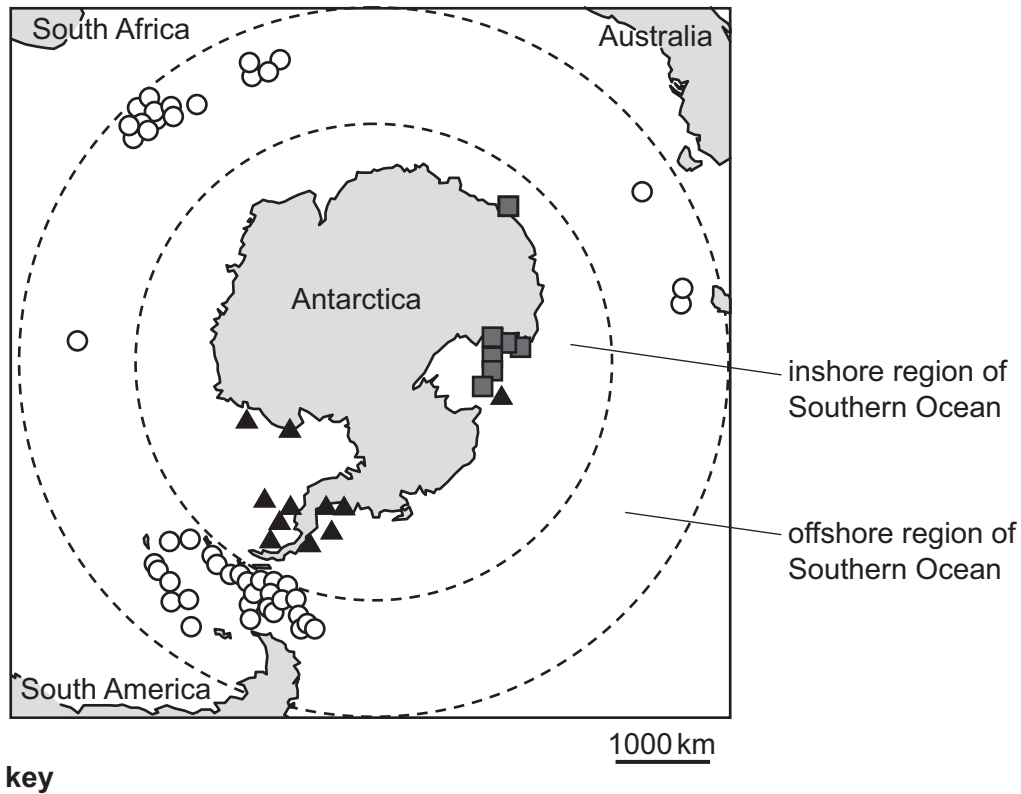 South Africa
Australia
Antarctica
inshore region of
Southern Ocean
offshore region of
Southern Ocean
South America
1000 km
key